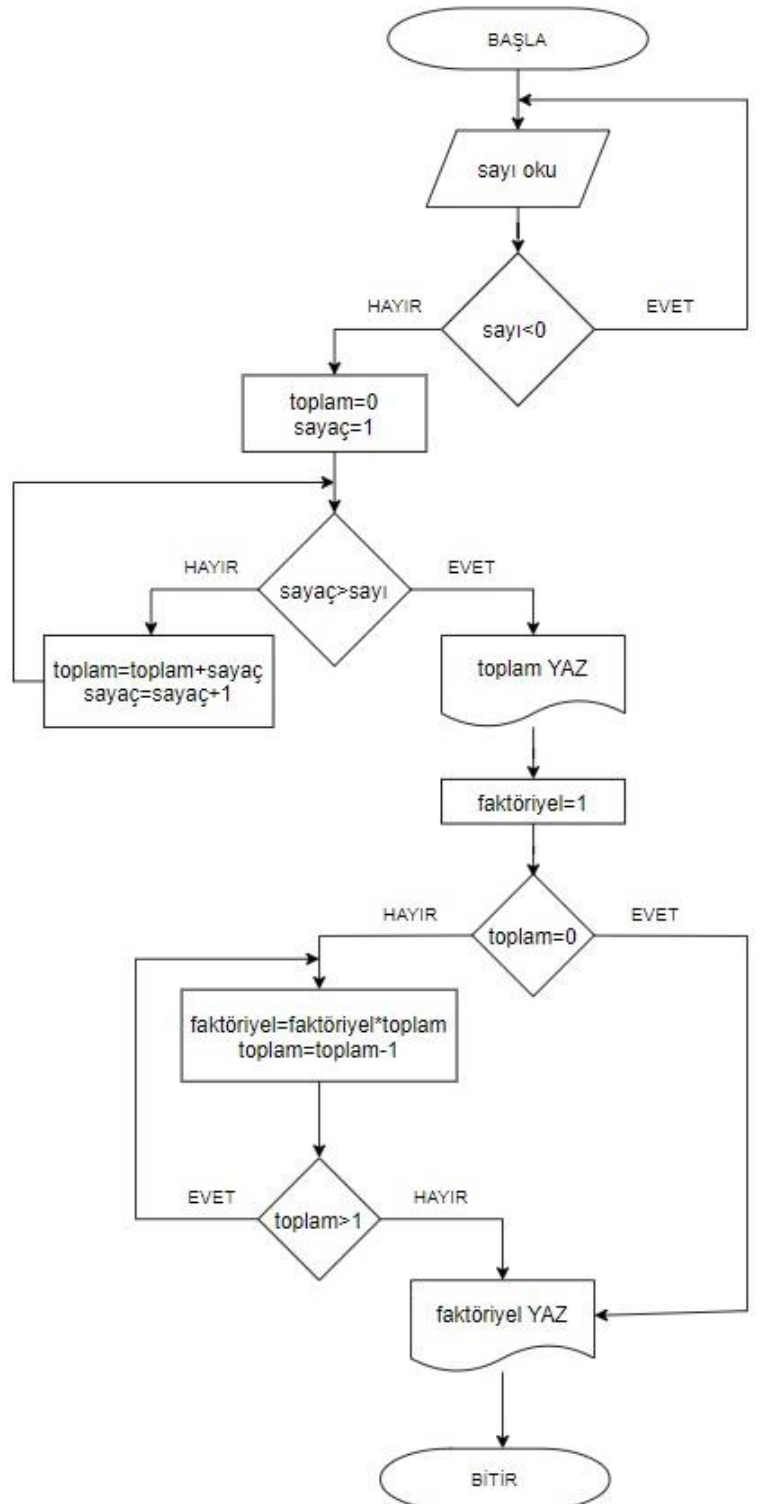 BAŞLA
sayı oku
HAYIR
sayı<0
EVET
toplam=0
sayaç=1
HAYIR
sayaç>sayı
EVET
toplam=toplam+sayaç
sayaç=sayaç+1
toplam YAZ
faktöriyel=1
HAYIR
toplam=0
EVET
faktöriyel=faktöriyel*toplam
toplam=toplam-1
EVET
toplam>1
HAYIR
faktöriyel YAZ
BİTİR